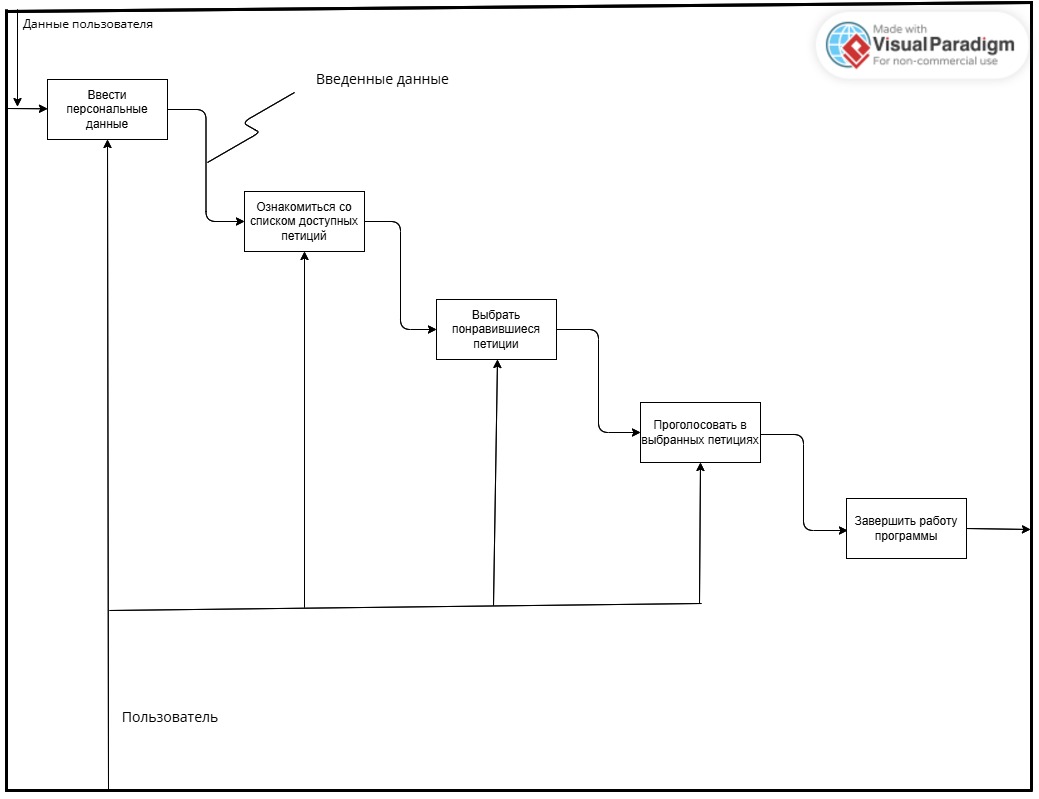 Данные пользователя
Made with
Visual Paradigm
For non-commercial use
Введенные данные
Ввести
персональные
данные
Ознакомиться со
списком доступных
петиций
Выбрать
понравившиеся
петиции
Проголосовать в
выбранных петициях
Завершить работу
программы
Пользователь